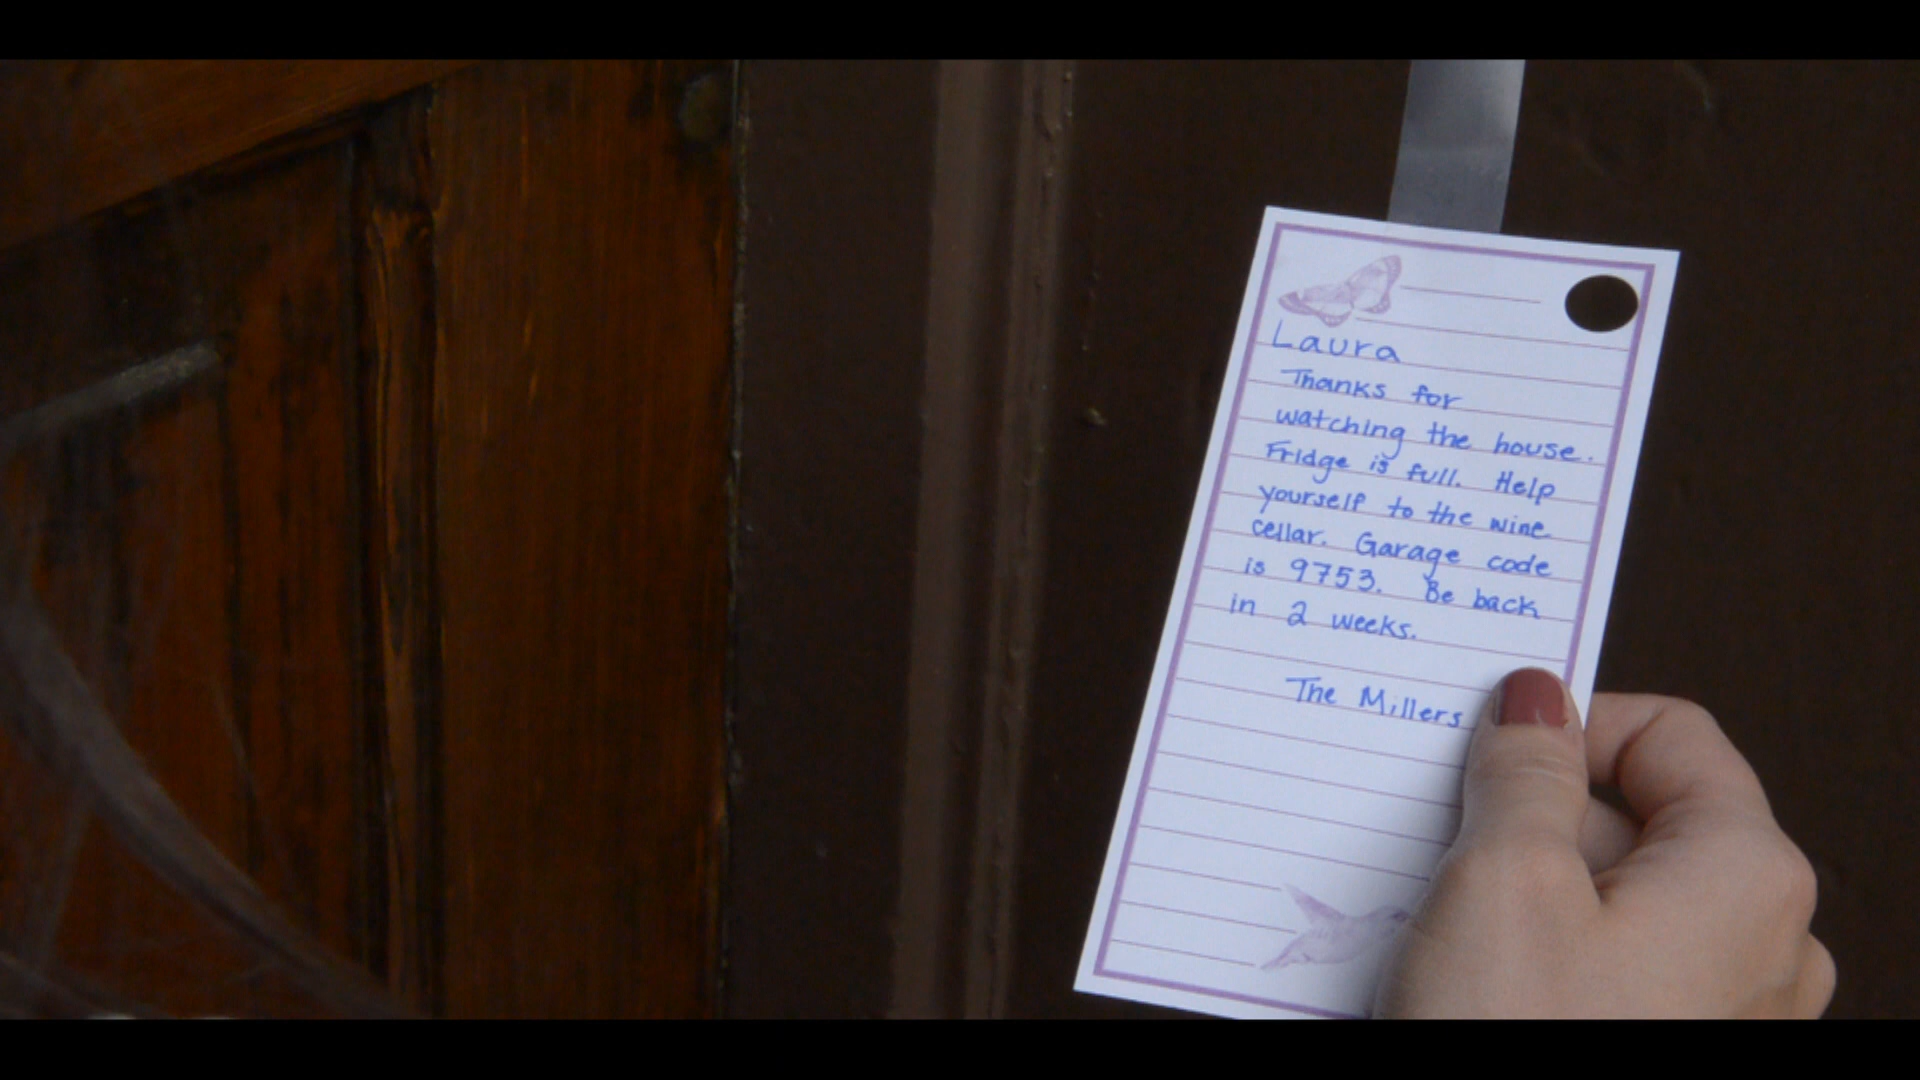 Laura
Thanks for
watching the house.
Fridge is full. Help
yourself to the wine
cellar. Garage code
is 9753. Be back
in 2 weeks.
The Millers